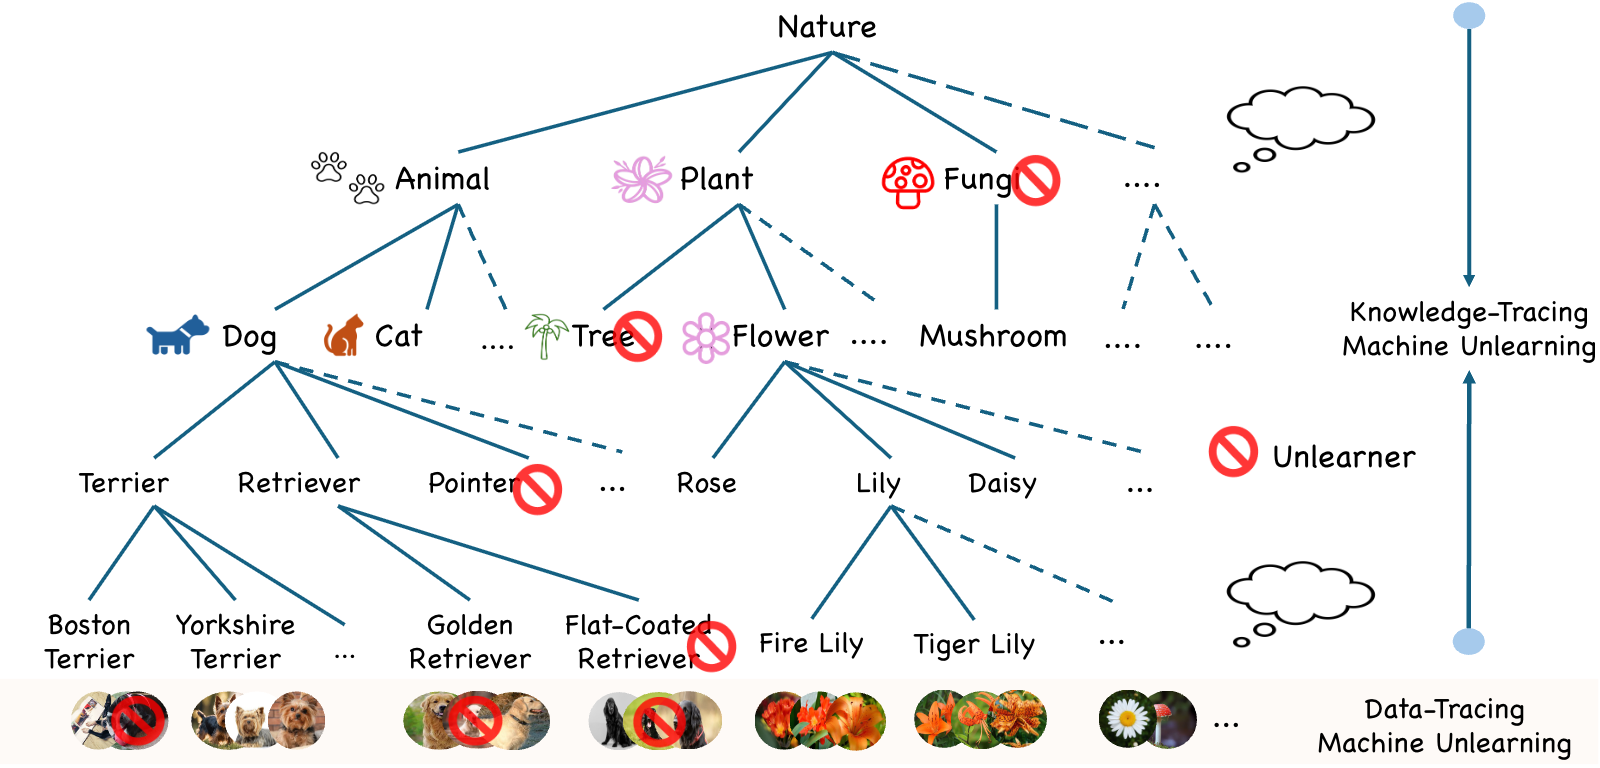 Nature
Animal
Plant
Fungi
....
Dog
Cat
....
Tree
Flower
....
Mushroom
....
....
Knowledge-Tracing
Machine Unlearning
Terrier
Retriever
Pointer
...
Rose
Lily
Daisy
...
Unlearner
Boston
Terrier
Yorkshire
Terrier
...
Golden
Retriever
Flat-Coated
Retriever
Fire Lily
Tiger Lily
...
...
Data-Tracing
Machine Unlearning